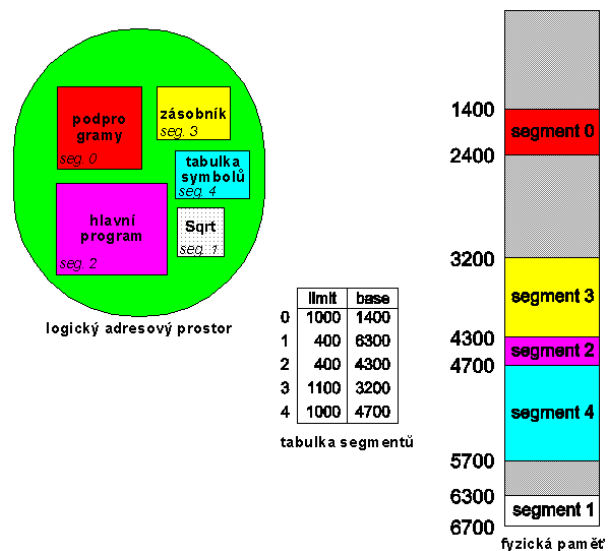 podpro
gramy
seg. 0
zásobník
seg. 3
tabulka
symbolů
seg. 4
hlavní
program
seg. 2
Sqrt
seg. 1
logický adresový prostor
limit base
0 1000 1400
1 400 6300
2 400 4300
3 1100 3200
4 1000 4700
tabulka segmentů
1400
segment 0
2400
3200
segment 3
4300
segment 2
4700
segment 4
5700
6300
segment 1
6700
fyzická paměť